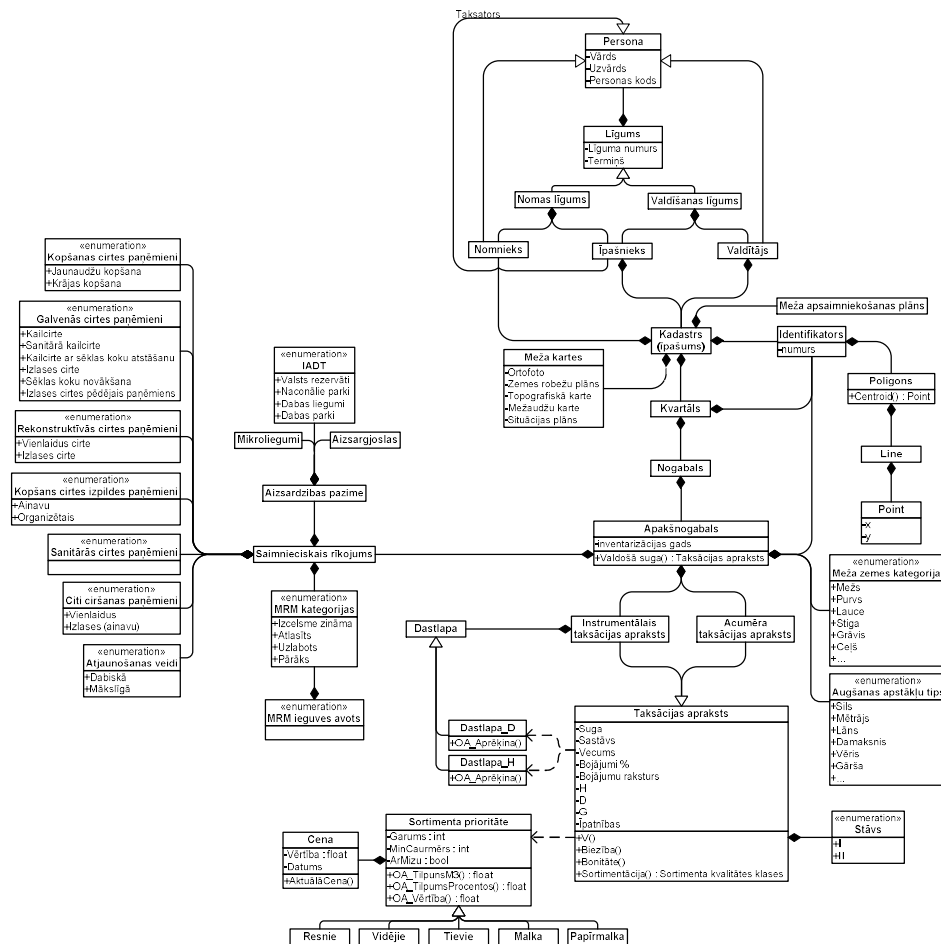 Taksators
Persona
-Vārds
-Uzvārds
-Personas kods
Līgums
-Līguma numurs
-Termiņš
Nomas līgums
Valdīšanas līgums
Nomnieks
Īpašnieks
Valdītājs
Meža apsaimniekošanas plāns
Kadastrs
(īpašums)
Identifikators
-numurs
Meža kartes
-Ortofoto
-Zemes robežu plāns
-Topografiskā karte
-Mežaudžu karte
-Situācijas plāns
Kvartāls
Nogabals
Poligons
+Centroid() : Point
Line
Point
-x
-y
«enumeration»
Kopšanas cirtes paņēmieni
+Jaunaudžu kopšana
+Krājas kopšana
«enumeration»
Galvenās cirtes paņēmieni
+Kailcirte
+Sanitārā kailcirte
+Kailcirte ar sēklas koku atstāšanu
+Izlases cirte
+Sēklas koku novākšana
+Izlases cirtes pēdējais paņēmiens
«enumeration»
Rekonstruktīvās cirtes paņēmieni
+Vienlaidus cirte
+Izlases cirte
«enumeration»
Kopšans cirtes izpildes paņēmieni
+Ainavu
+Organizētais
«enumeration»
Sanitārās cirtes paņēmieni
«enumeration»
Citi ciršanas paņēmieni
+Vienlaidus
+Izlases (ainavu)
«enumeration»
Atjaunošanas veidi
+Dabiskā
+Mākslīgā
«enumeration»
IADT
+Valsts rezervāti
+Naconālie parki
+Dabas liegumi
+Dabas parki
Mikroliegumi
Aizsargjoslas
Aizsardzības pazīme
Saimnieciskais rīkojums
«enumeration»
MRM kategorijas
+Izcelsme zināma
+Atlasīts
+Uzlabots
+Pārāks
«enumeration»
MRM ieguves avots
Apakšnogabals
-inventarizācijas gads
+Valdošā suga() : Taksācijas apraksts
Dastlapa
Instrumentālais
taksācijas apraksts
Acumēra
taksācijas apraksts
«enumeration»
Meža zemes kategorija
+Mežs
+Purvs
+Lauce
+Stiga
+Grāvis
+Ceļš
+...
«enumeration»
Augšanas apstākļu tips
+Sils
+Mētrājs
+Lāns
+Damaksnis
+Vēris
+Gārša
+...
Dastlapa_D
+OA_Aprēķina()
Dastlapa_H
+OA_Aprēķina()
Taksācijas apraksts
-Suga
-Sastāvs
-Vecums
-Bojājumi %
-Bojājumu raksturs
-H
-D
-G
-Īpatnības
+V()
+Biezība()
+Bonitāte()
+Sortimentācija() : Sortimenta kvalitātes klases
«enumeration»
Stāvs
+I
+II
Cena
-Vērtība : float
-Datums
+AktuālāCena()
Sortimenta prioritāte
-Garums : int
-MinCaurmērs : int
-ArMizu : bool
+OA_TilpunsM3() : float
+OA_TilpumsProcentos() : float
+OA_Vērtība() : float
Resnie
Vidējie
Tievie
Malka
Papīrmalka